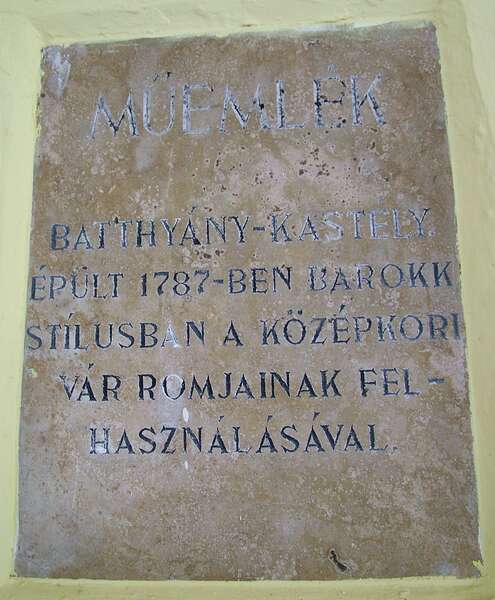 MŰEMLÉK
BATTHYÁNY-KASTÉLY.
ÉPÜLT 1787-BEN BAROKK
STÍLUSBAN A KÖZÉPKORI
VÁR ROMJAINAK FEL-
HASZNÁLÁSÁVAL.